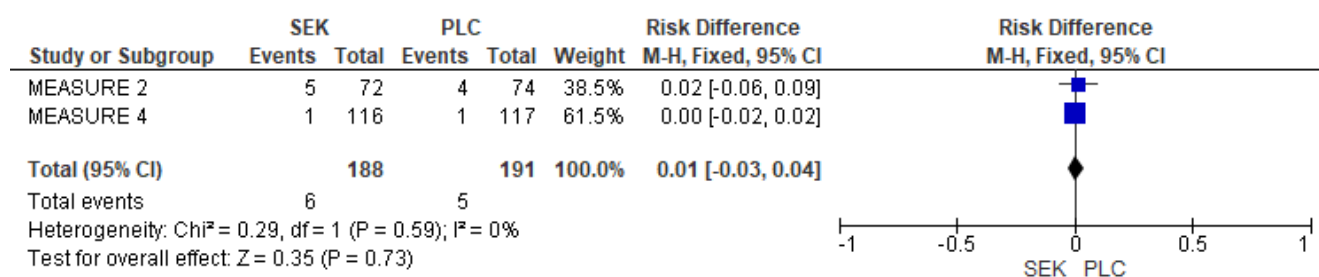 SEK PLC Risk Difference Risk Difference
Study or Subgroup Events Total Events Total Weight M-H, Fixed, 95% CI M-H, Fixed, 95% CI
MEASURE 2 5 72 4 74 38.5% 0.02 [-0.06, 0.09]
MEASURE 4 1 116 1 117 61.5% 0.00 [-0.02, 0.02]
Total (95% CI) 188 191 100.0% 0.01 [-0.03, 0.04]
Total events 6 5
Heterogeneity: Chi² = 0.29, df = 1 (P = 0.59); I² = 0%
Test for overall effect: Z = 0.35 (P = 0.73)
-1 -0.5 0 0.5 1
SEK PLC